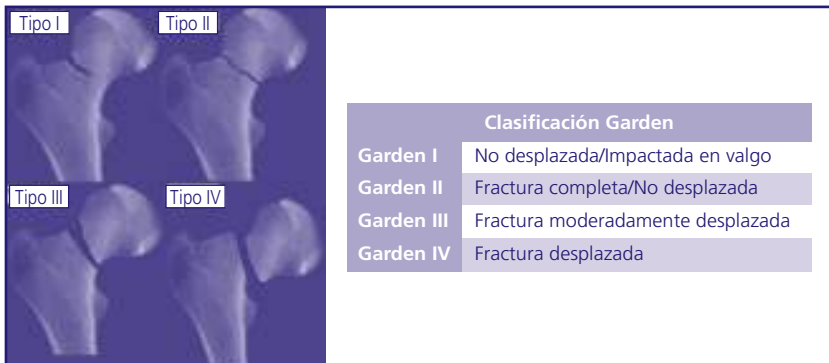 Tipo I
Tipo II
Tipo III
Tipo IV
Clasificación Garden
Garden I No desplazada/Impactada en valgo
Garden II Fractura completa/No desplazada
Garden III Fractura moderadamente desplazada
Garden IV Fractura desplazada